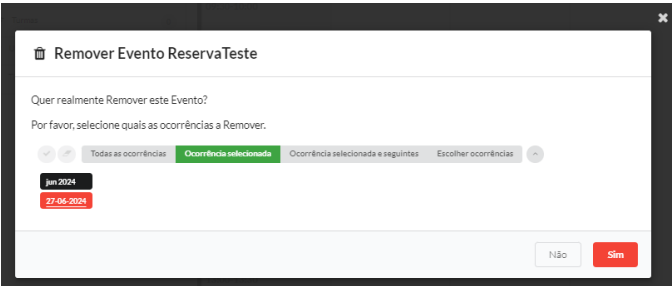 Remover Evento ReservaTeste
Quer realmente Remover este Evento?
Por favor, selecione quais as ocorrências a Remover.
Todas as ocorrências Ocorrência selecionada Ocorrência selecionada e seguintes Escolher ocorrências
jun 2024
27-06-2024
Não Sim